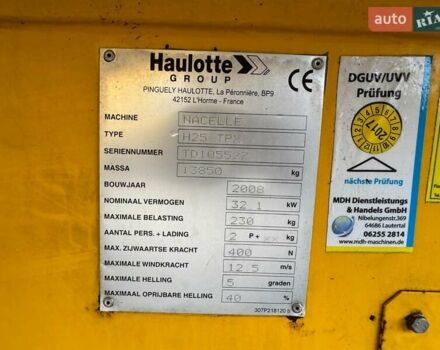 auto RIA
Haulotte
GROUP
PINGUELY HAULOTTE, La Péronnière, BP9
42152 L'Horme - France
CE
MACHINE NACELLE
TYPE H25 TPX
SERIENNUMMER TD105522
MASSA 13850 kg
BOUWJAAR 2008
NOMINAAL VERMOGEN 32.1 kW
MAXIMALE BELASTING 230 kg
AANTAL PERS. + LADING 2 P+ kg
MAX. ZIJWAARTSE KRACHT 400 N
MAXIMALE WINDKRACHT 12.5 m/s
MAXIMALE HELLING 5 graden
MAXIMAAL OPRIJBARE HELLING 40 %
307P218120 b
DGUV/UVV
Prüfung
2017
nächste Prüfung
MDH Dienstleistungs
& Handels GmbH
Nibelungenstr.369
64686 Lautertal
06255 2814
www.mdh-maschinen.de